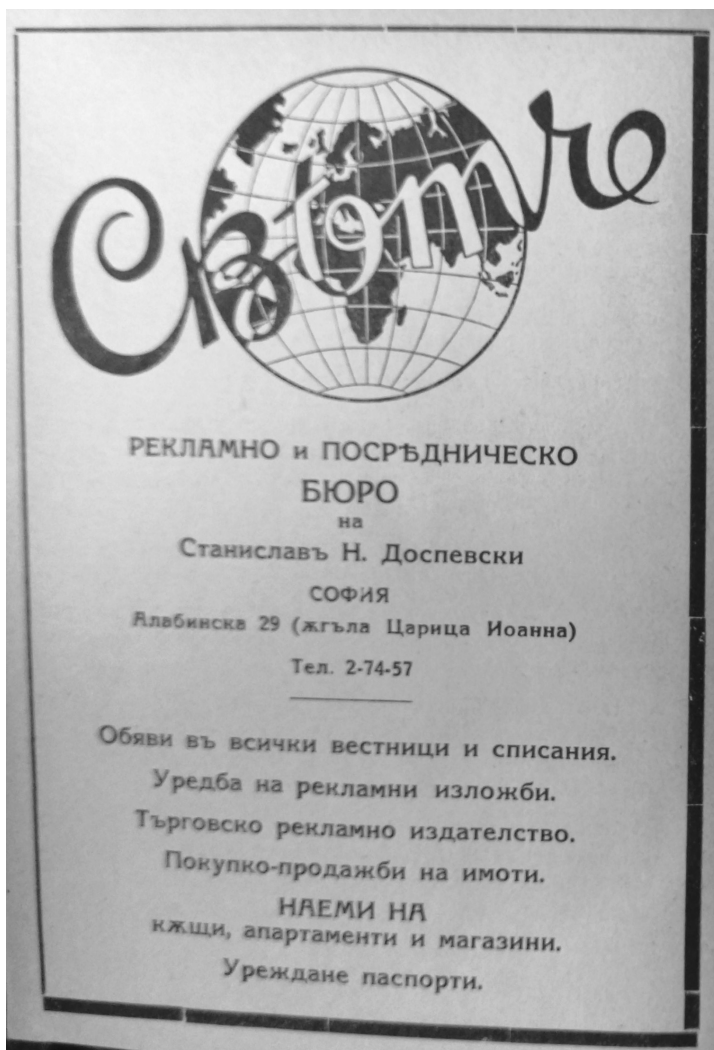 Свѣтъ
РЕКЛАМНО и ПОСРѢДНИЧЕСКО
БЮРО
на
Станиславъ Н. Доспевски
СОФИЯ
Алабинска 29 (ѫгъла Царица Иоанна)
Тел. 2-74-57
Обяви въ всички вестници и списания.
Уредба на рекламни изложби.
Търговско рекламно издателство.
Покупко-продажби на имоти.
НАЕМИ НА
кѫщи, апартаменти и магазини.
Уреждане паспорти.